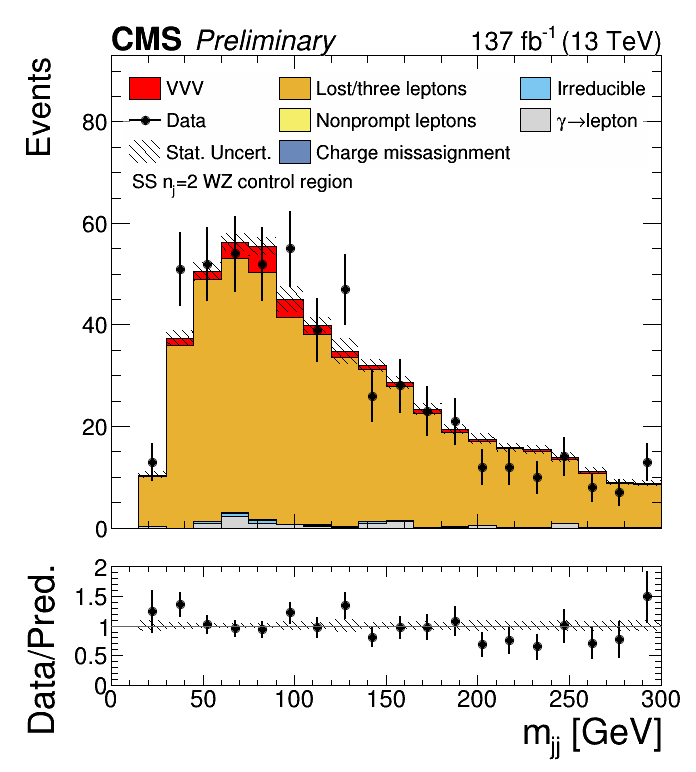 CMS Preliminary 137 fb⁻¹ (13 TeV)
Events
VVV Lost/three leptons Irreducible
Data Nonprompt leptons γ→lepton
Stat. Uncert. Charge missasignment
SS nj=2 WZ control region
80
60
40
20
0
Data/Pred.
2
1.5
1
0.5
0
0 50 100 150 200 250 300
mjj [GeV]